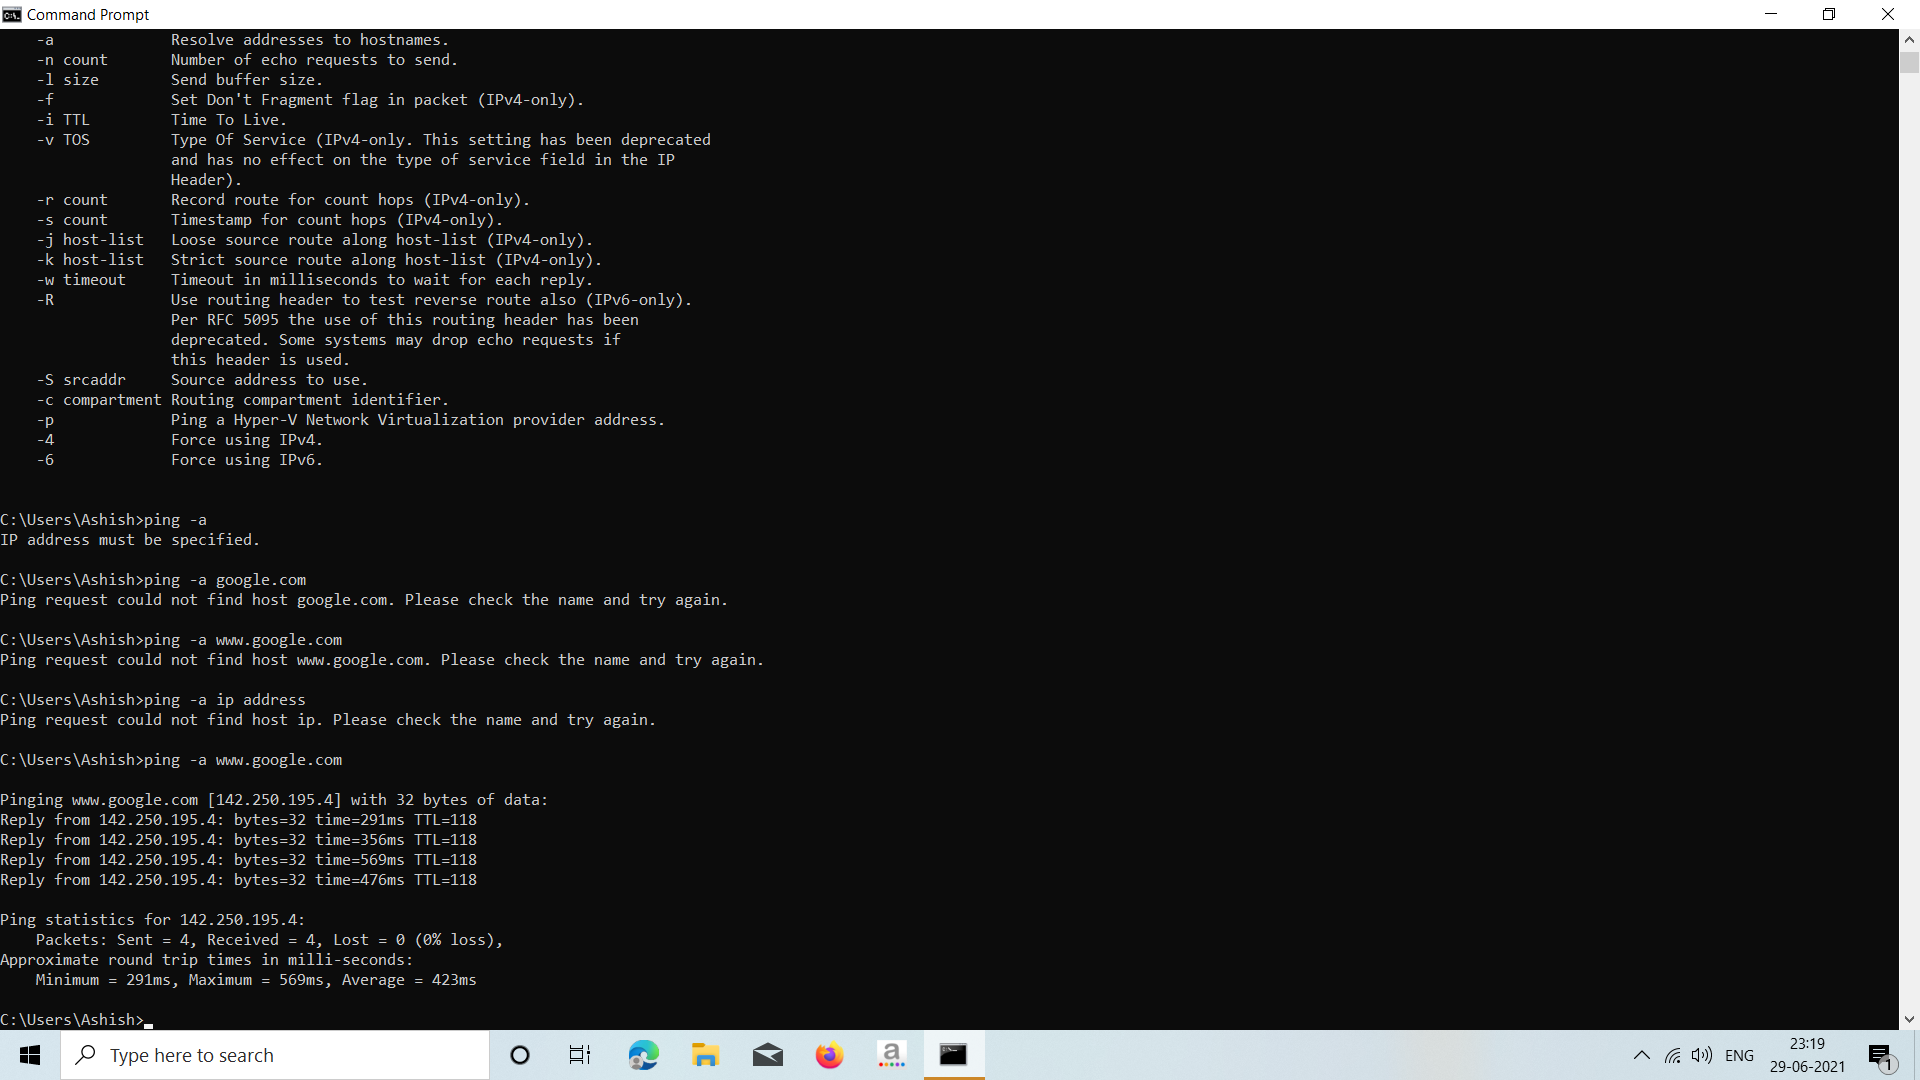 Command Prompt
-a Resolve addresses to hostnames.
-n count Number of echo requests to send.
-l size Send buffer size.
-f Set Don't Fragment flag in packet (IPv4-only).
-i TTL Time To Live.
-v TOS Type Of Service (IPv4-only. This setting has been deprecated
and has no effect on the type of service field in the IP
Header).
-r count Record route for count hops (IPv4-only).
-s count Timestamp for count hops (IPv4-only).
-j host-list Loose source route along host-list (IPv4-only).
-k host-list Strict source route along host-list (IPv4-only).
-w timeout Timeout in milliseconds to wait for each reply.
-R Use routing header to test reverse route also (IPv6-only).
Per RFC 5095 the use of this routing header has been
deprecated. Some systems may drop echo requests if
this header is used.
-S srcaddr Source address to use.
-c compartment Routing compartment identifier.
-p Ping a Hyper-V Network Virtualization provider address.
-4 Force using IPv4.
-6 Force using IPv6.
C:\Users\Ashish>ping -a
IP address must be specified.
C:\Users\Ashish>ping -a google.com
Ping request could not find host google.com. Please check the name and try again.
C:\Users\Ashish>ping -a www.google.com
Ping request could not find host www.google.com. Please check the name and try again.
C:\Users\Ashish>ping -a ip address
Ping request could not find host ip. Please check the name and try again.
C:\Users\Ashish>ping -a www.google.com
Pinging www.google.com [142.250.195.4] with 32 bytes of data:
Reply from 142.250.195.4: bytes=32 time=291ms TTL=118
Reply from 142.250.195.4: bytes=32 time=356ms TTL=118
Reply from 142.250.195.4: bytes=32 time=569ms TTL=118
Reply from 142.250.195.4: bytes=32 time=476ms TTL=118
Ping statistics for 142.250.195.4:
Packets: Sent = 4, Received = 4, Lost = 0 (0% loss),
Approximate round trip times in milli-seconds:
Minimum = 291ms, Maximum = 569ms, Average = 423ms
C:\Users\Ashish>
Type here to search
a
ENG
23:19
29-06-2021
1